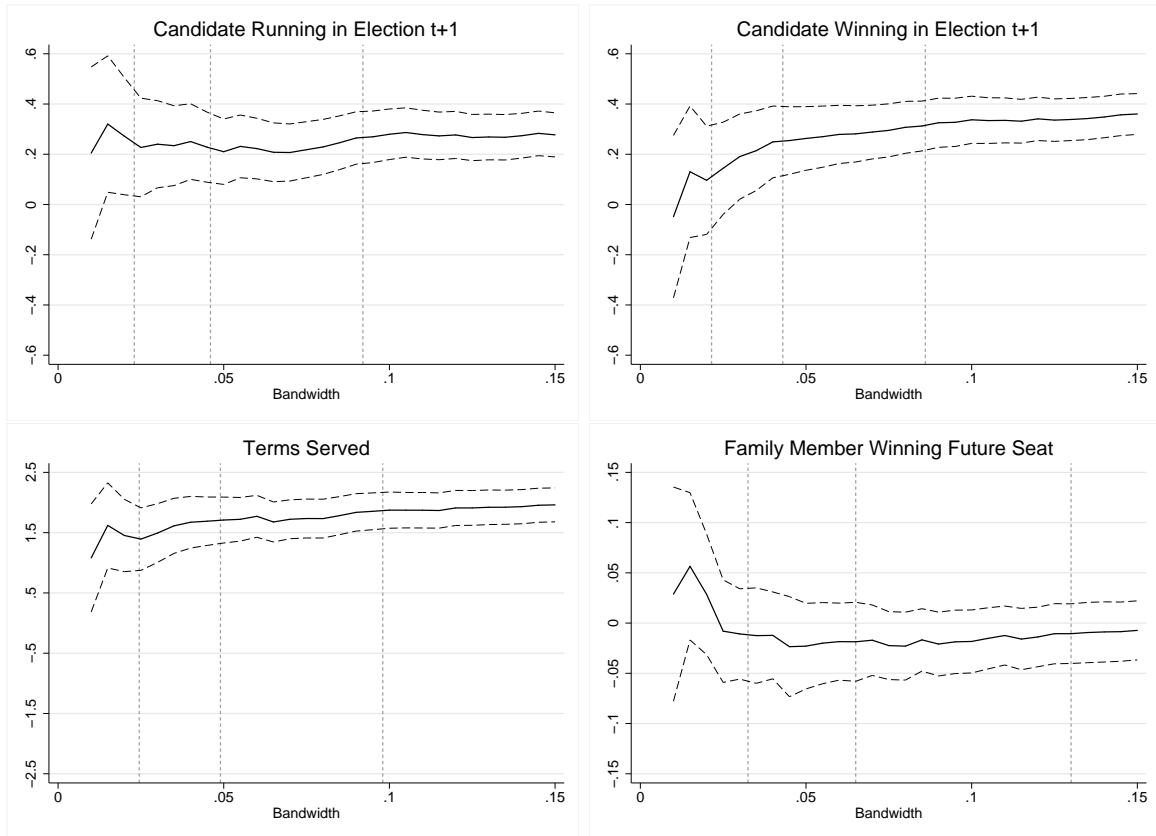 Candidate Running in Election t+1
.6
.4
.2
0
-.2
-.4
-.6
0 .05 .1 .15
Bandwidth
Candidate Winning in Election t+1
.6
.4
.2
0
-.2
-.4
-.6
0 .05 .1 .15
Bandwidth
Terms Served
2.5
1.5
.5
-.5
-1.5
-2.5
0 .05 .1 .15
Bandwidth
Family Member Winning Future Seat
.15
.1
.05
0
-.05
-.1
-.15
0 .05 .1 .15
Bandwidth